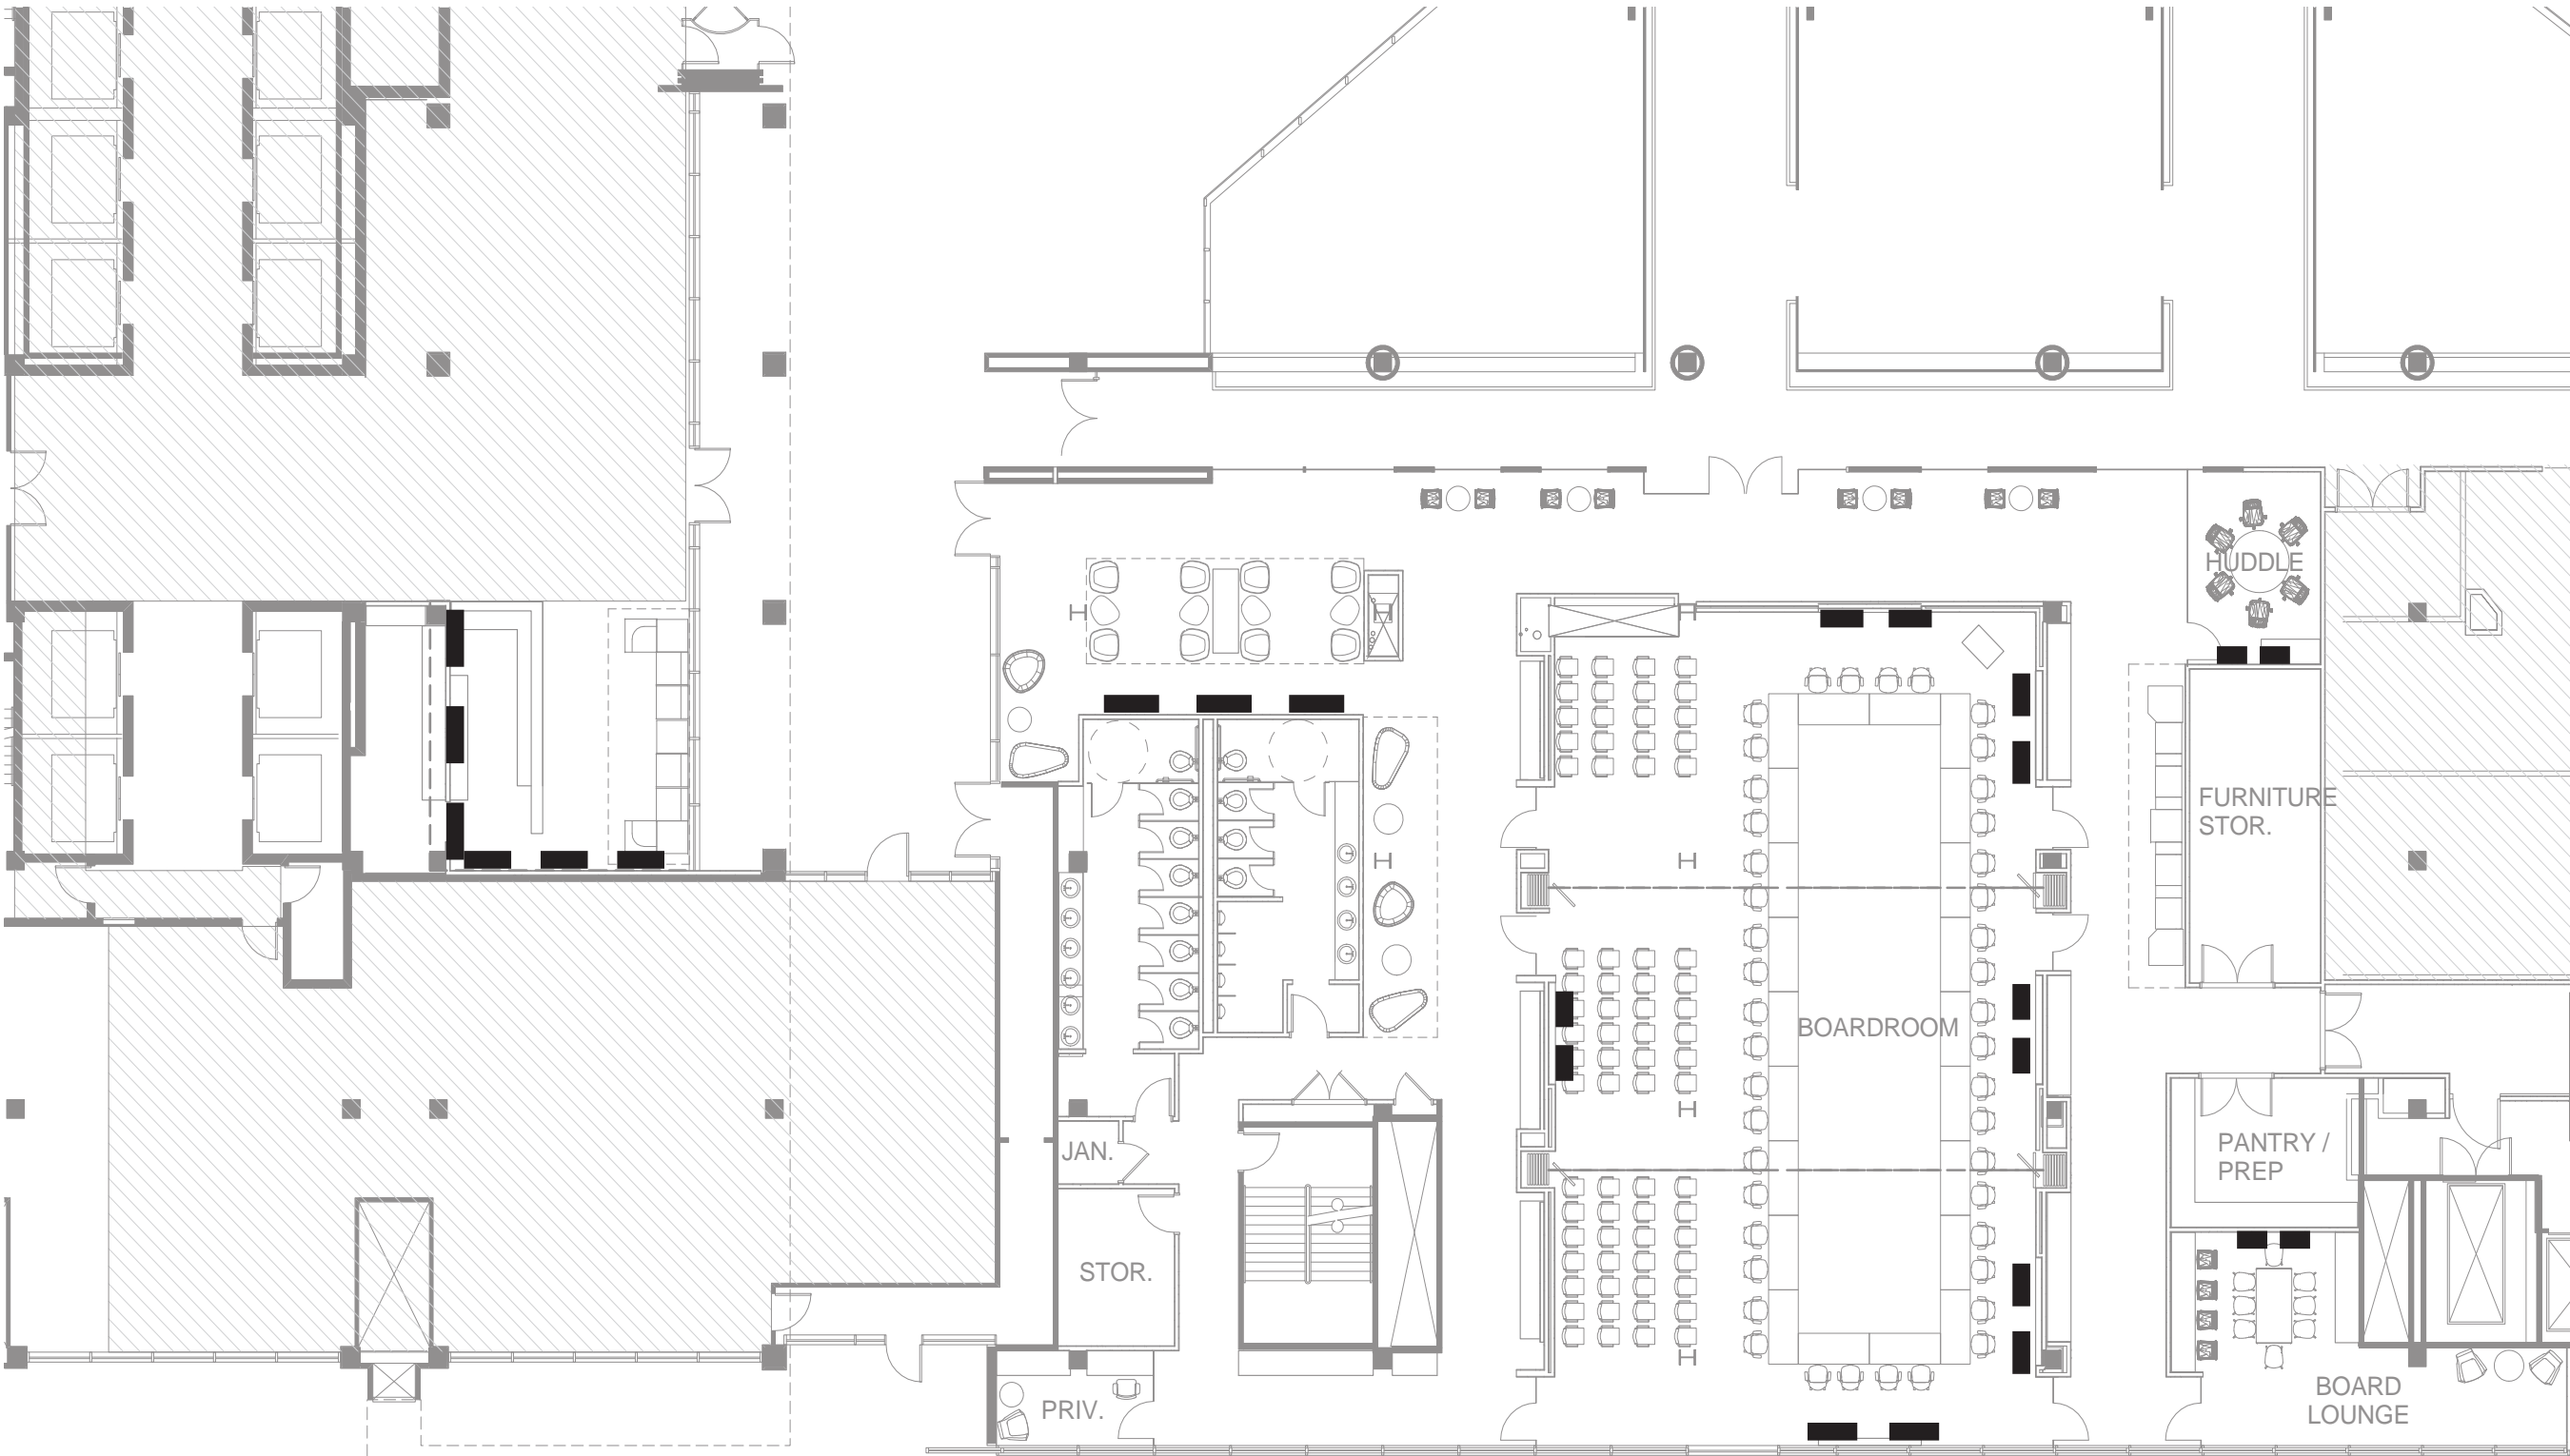 HUDDLE
FURNITURE
STOR.
BOARDROOM
JAN.
PANTRY /
PREP
STOR.
PRIV.
BOARD
LOUNGE